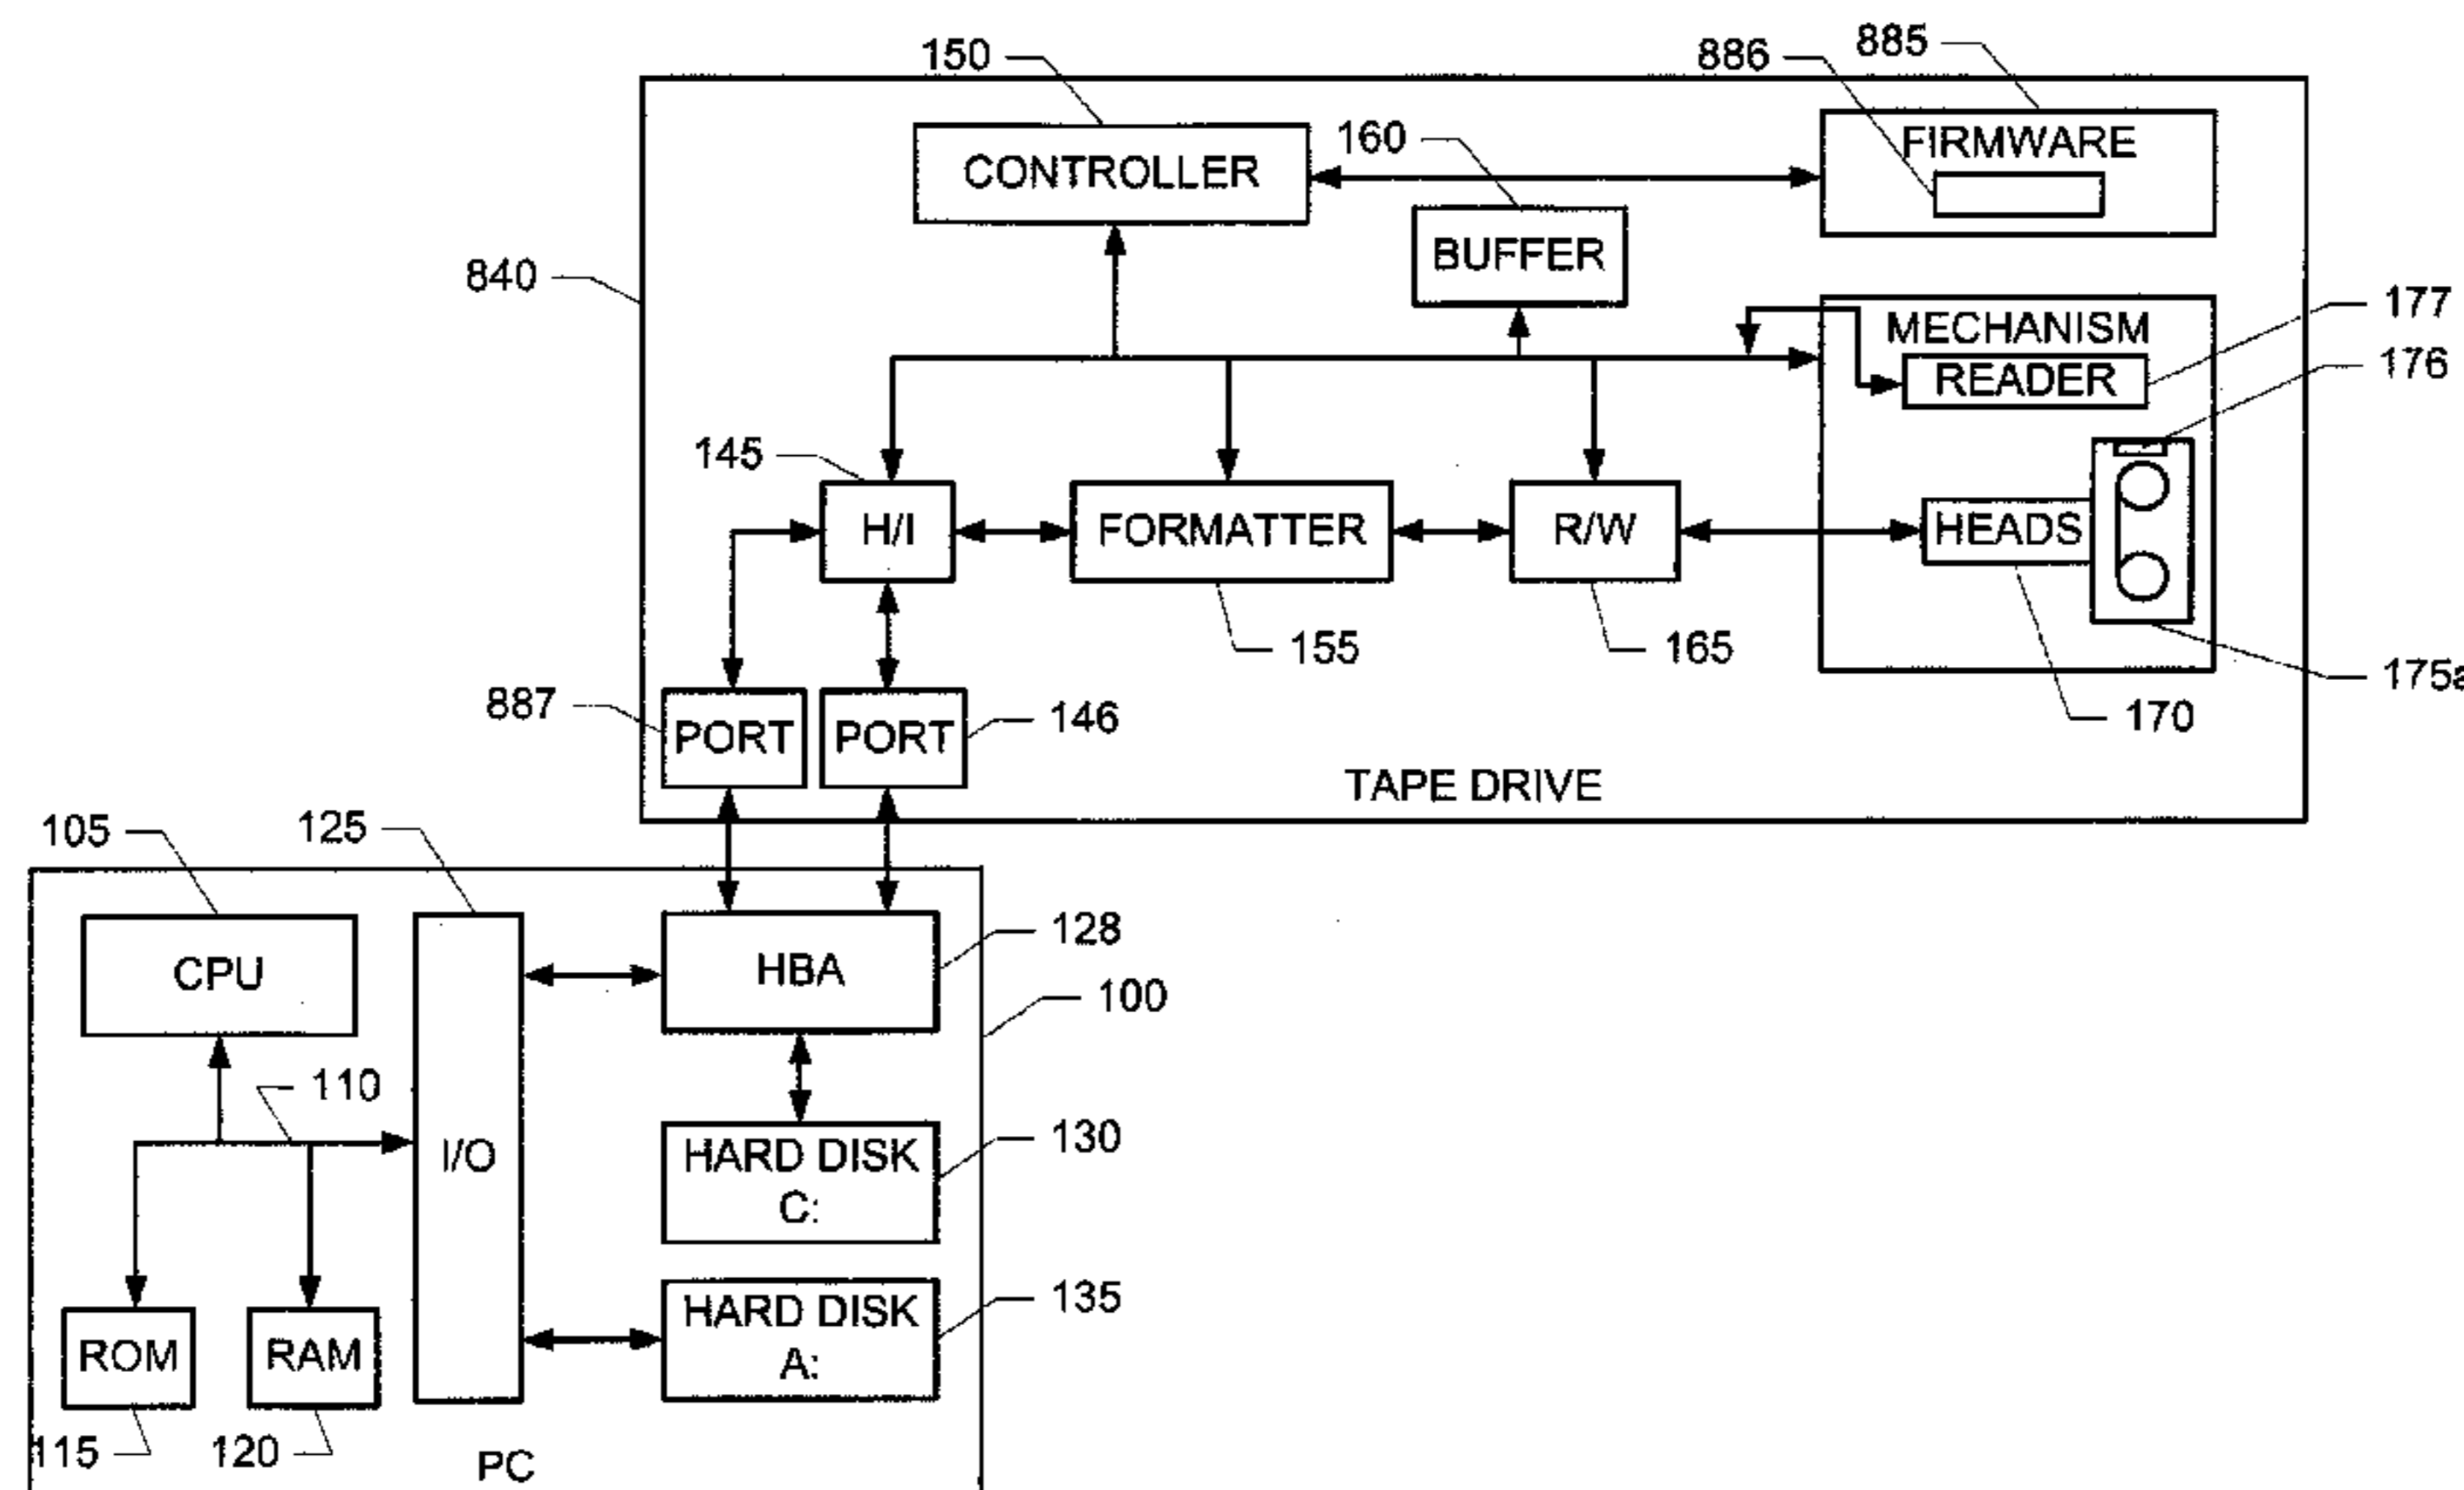 150
886
885
CONTROLLER
160
FIRMWARE
BUFFER
840
177
MECHANISM
176
READER
145
H/I
FORMATTER
R/W
HEADS
155
165
175a
887
PORT
PORT
146
170
TAPE DRIVE
105
125
CPU
HBA
128
100
110
I/O
HARD DISK
C:
130
HARD DISK
A:
135
ROM
RAM
115
120
PC